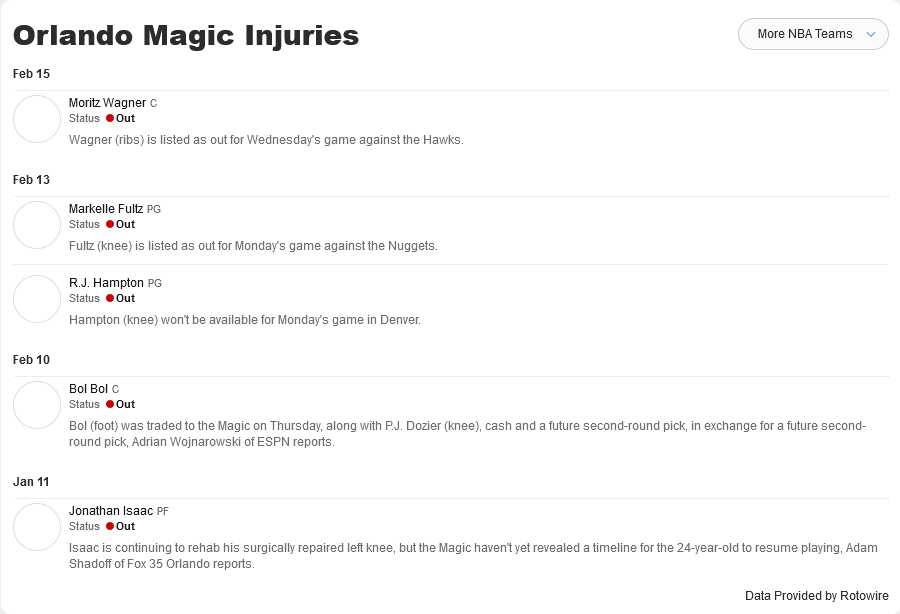 Orlando Magic Injuries
More NBA Teams
Feb 15
Moritz Wagner C
Status Out
Wagner (ribs) is listed as out for Wednesday's game against the Hawks.
Feb 13
Markelle Fultz PG
Status Out
Fultz (knee) is listed as out for Monday's game against the Nuggets.
R.J. Hampton PG
Status Out
Hampton (knee) won't be available for Monday's game in Denver.
Feb 10
Bol Bol C
Status Out
Bol (foot) was traded to the Magic on Thursday, along with P.J. Dozier (knee), cash and a future second-round pick, in exchange for a future second-
round pick, Adrian Wojnarowski of ESPN reports.
Jan 11
Jonathan Isaac PF
Status Out
Isaac is continuing to rehab his surgically repaired left knee, but the Magic haven't yet revealed a timeline for the 24-year-old to resume playing, Adam
Shadoff of Fox 35 Orlando reports.
Data Provided by Rotowire